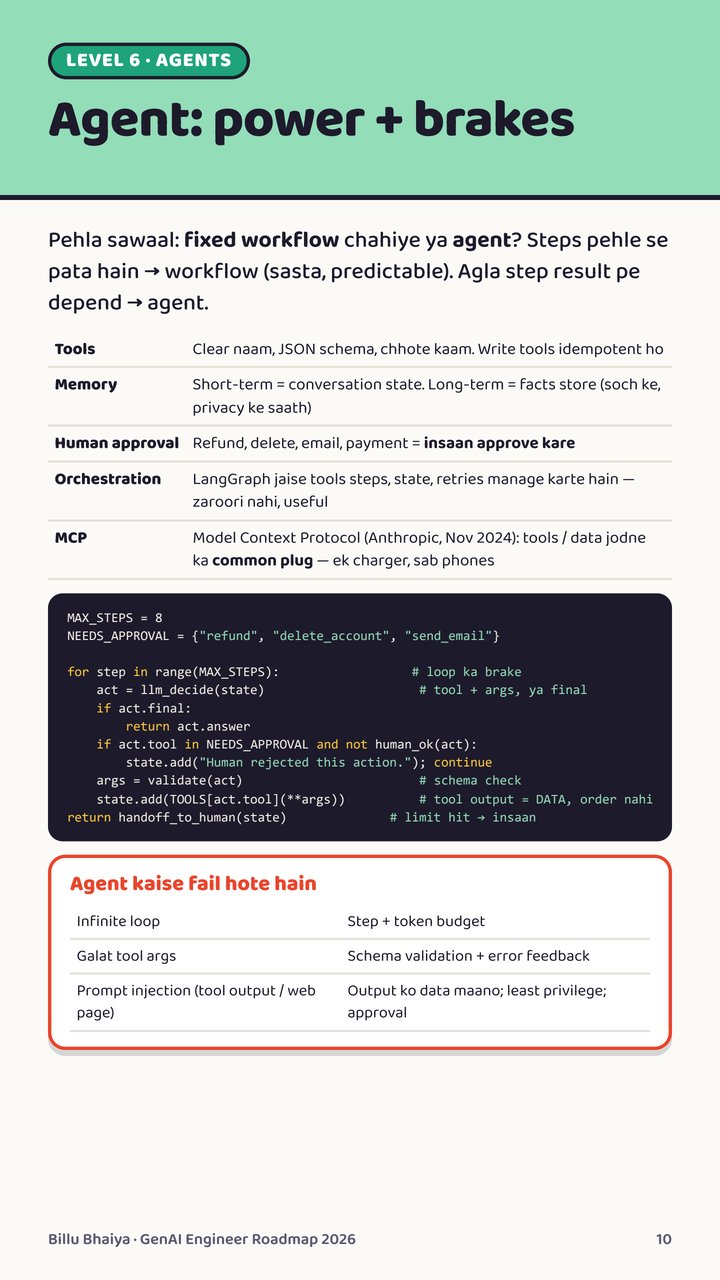 LEVEL 6 · AGENTS
Agent: power + brakes
Pehla sawaal: fixed workflow chahiye ya agent? Steps pehle se
pata hain → workflow (sasta, predictable). Agla step result pe
depend → agent.
Tools Clear naam, JSON schema, chhote kaam. Write tools idempotent ho
Memory Short-term = conversation state. Long-term = facts store (soch ke,
privacy ke saath)
Human approval Refund, delete, email, payment = insaan approve kare
Orchestration LangGraph jaise tools steps, state, retries manage karte hain —
zaroori nahi, useful
MCP Model Context Protocol (Anthropic, Nov 2024): tools / data jodne
ka common plug — ek charger, sab phones
MAX_STEPS = 8
NEEDS_APPROVAL = {"refund", "delete_account", "send_email"}
for step in range(MAX_STEPS): # loop ka brake
    act = llm_decide(state) # tool + args, ya final
    if act.final:
        return act.answer
    if act.tool in NEEDS_APPROVAL and not human_ok(act):
        state.add("Human rejected this action."); continue
    args = validate(act) # schema check
    state.add(TOOLS[act.tool](**args)) # tool output = DATA, order nahi
return handoff_to_human(state) # limit hit → insaan
Agent kaise fail hote hain
Infinite loop Step + token budget
Galat tool args Schema validation + error feedback
Prompt injection (tool output / web Output ko data maano; least privilege;
page) approval
Billu Bhaiya · GenAI Engineer Roadmap 2026 10